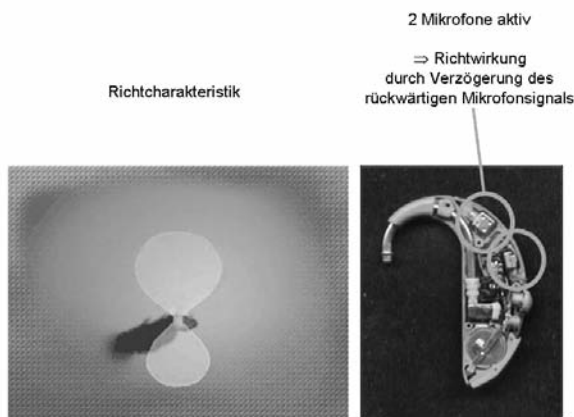 2 Mikrofone aktiv
⇒ Richtwirkung
durch Verzögerung des
rückwärtigen Mikrofonsignals
Richtcharakteristik